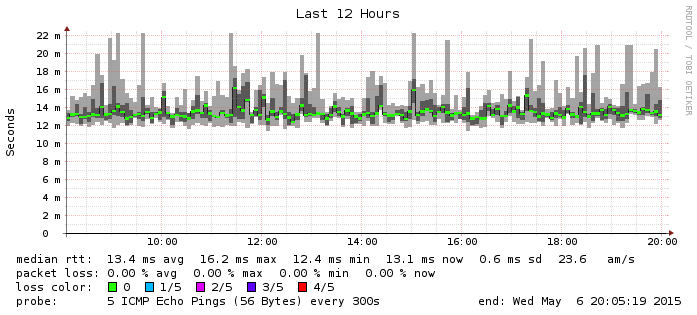 Last 12 Hours
RRDTOOL / TOBI OETIKER
Seconds
22 m
20 m
18 m
16 m
14 m
12 m
10 m
8 m
6 m
4 m
2 m
0
10:00 12:00 14:00 16:00 18:00 20:00
median rtt: 13.4 ms avg 16.2 ms max 12.4 ms min 13.1 ms now 0.6 ms sd 23.6 am/s
packet loss: 0.00 % avg 0.00 % max 0.00 % min 0.00 % now
loss color: 0 1/5 2/5 3/5 4/5
probe: 5 ICMP Echo Pings (56 Bytes) every 300s end: Wed May 6 20:05:19 2015